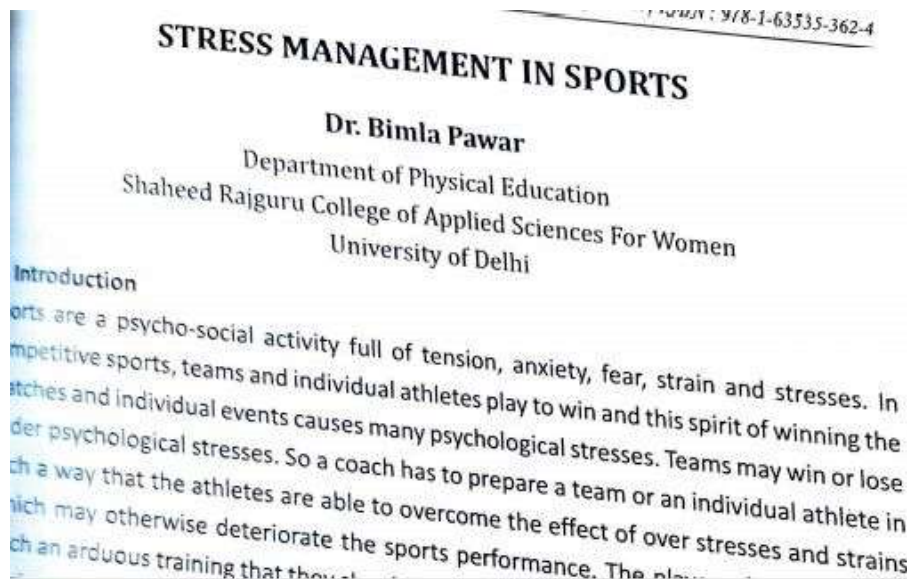 : 978-1-63535-362-4
STRESS MANAGEMENT IN SPORTS
Dr. Bimla Pawar
Department of Physical Education
Shaheed Rajguru College of Applied Sciences For Women
University of Delhi
Introduction
orts are a psycho-social activity full of tension, anxiety, fear, strain and stresses. In
mpetitive sports, teams and individual athletes play to win and this spirit of winning the
atches and individual events causes many psychological stresses. Teams may win or lose
der psychological stresses. So a coach has to prepare a team or an individual athlete in
ch a way that the athletes are able to overcome the effect of over stresses and strains
hich may otherwise deteriorate the sports performance. The
ch an arduous training that they